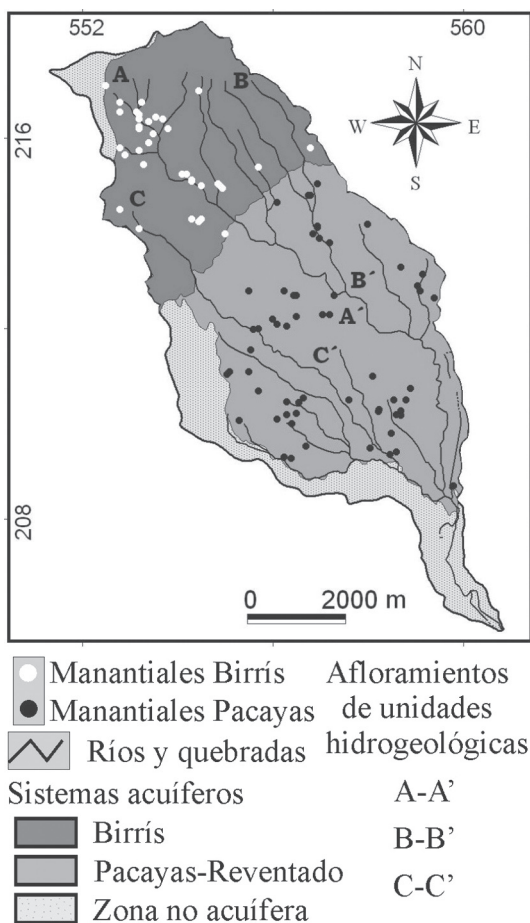 552 560
216
208
N
W E
S
A
B
C
B´
A´
C´
0 2000 m
Manantiales Birrís
Manantiales Pacayas
Ríos y quebradas
Afloramientos
de unidades
hidrogeológicas
Sistemas acuíferos
Birrís
Pacayas-Reventado
Zona no acuífera
A-A’
B-B’
C-C’